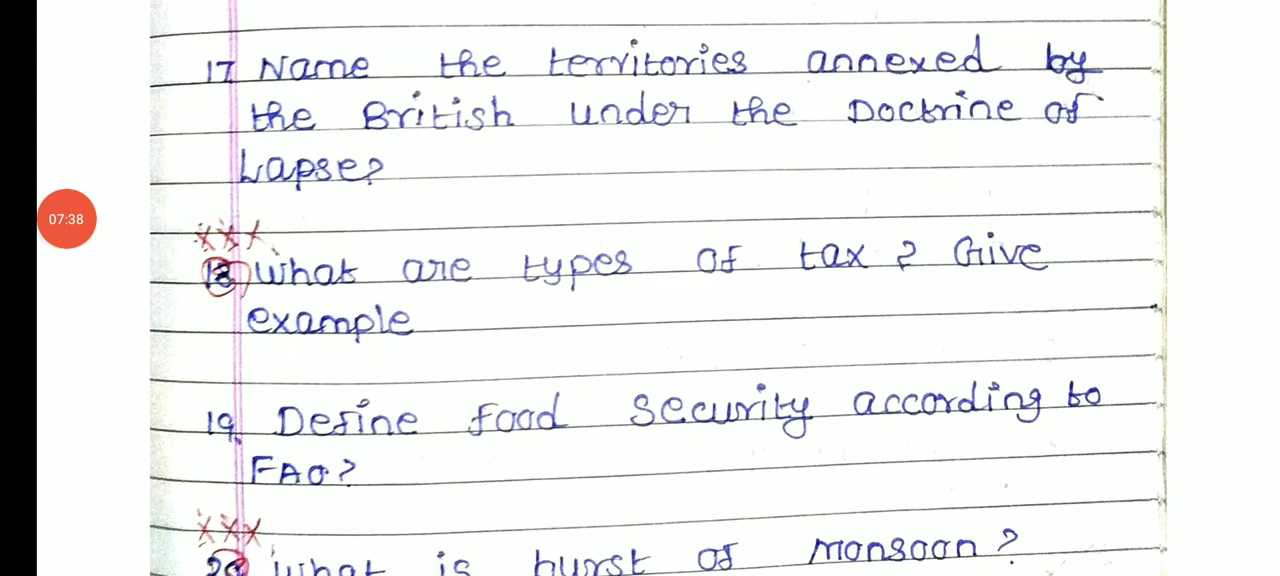 17 Name the territories annexed by
the British under the Doctrine of
Lapse?
07:38
xxx
18 What are types of tax? Give
example
19. Define food security according to
FAO?
xxx
20 What is burst of monsoon?